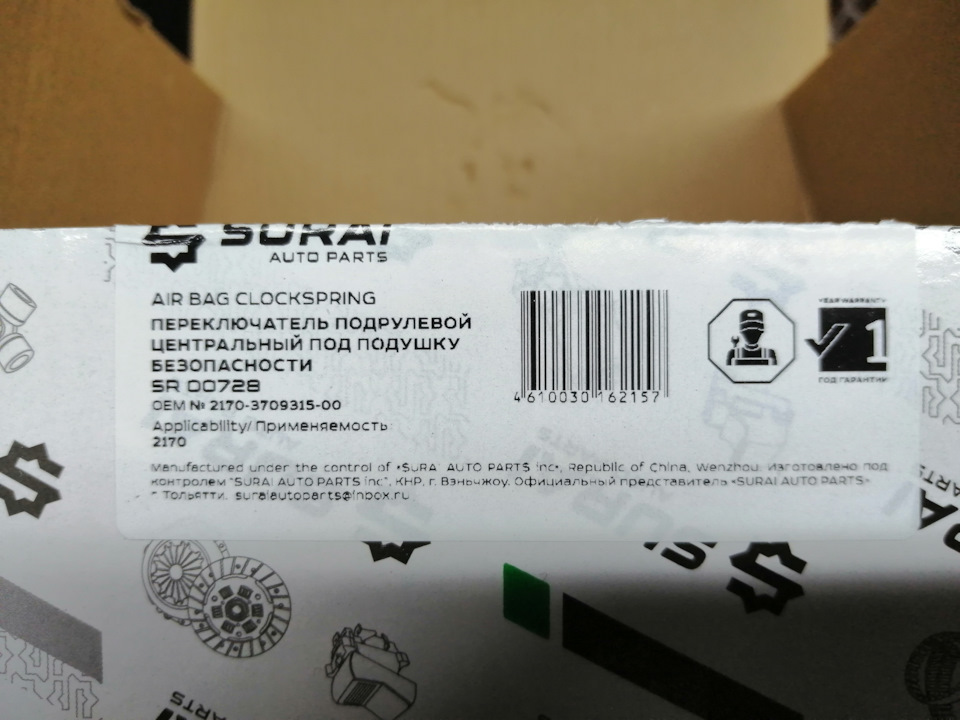 SURAI
AUTO PARTS
AIR BAG CLOCKSPRING
ПЕРЕКЛЮЧАТЕЛЬ ПОДРУЛЕВОЙ
ЦЕНТРАЛЬНЫЙ ПОД ПОДУШКУ
БЕЗОПАСНОСТИ
SR 00728
OEM № 2170-3709315-00
Applicability/ Применяемость:
2170
4 610030 162157
YEAR WARRANTY
1
ГОД ГАРАНТИИ
Manufactured under the control of «SURAI AUTO PARTS Inc», Republic of China, Wenzhou. Изготовлено под
контролем "SURAI AUTO PARTS Inc", КНР, г. Вэньчжоу. Официальный представитель «SURAI AUTO PARTS»
г. Тольятти. suraiautoparts@inbox.ru
PARTS